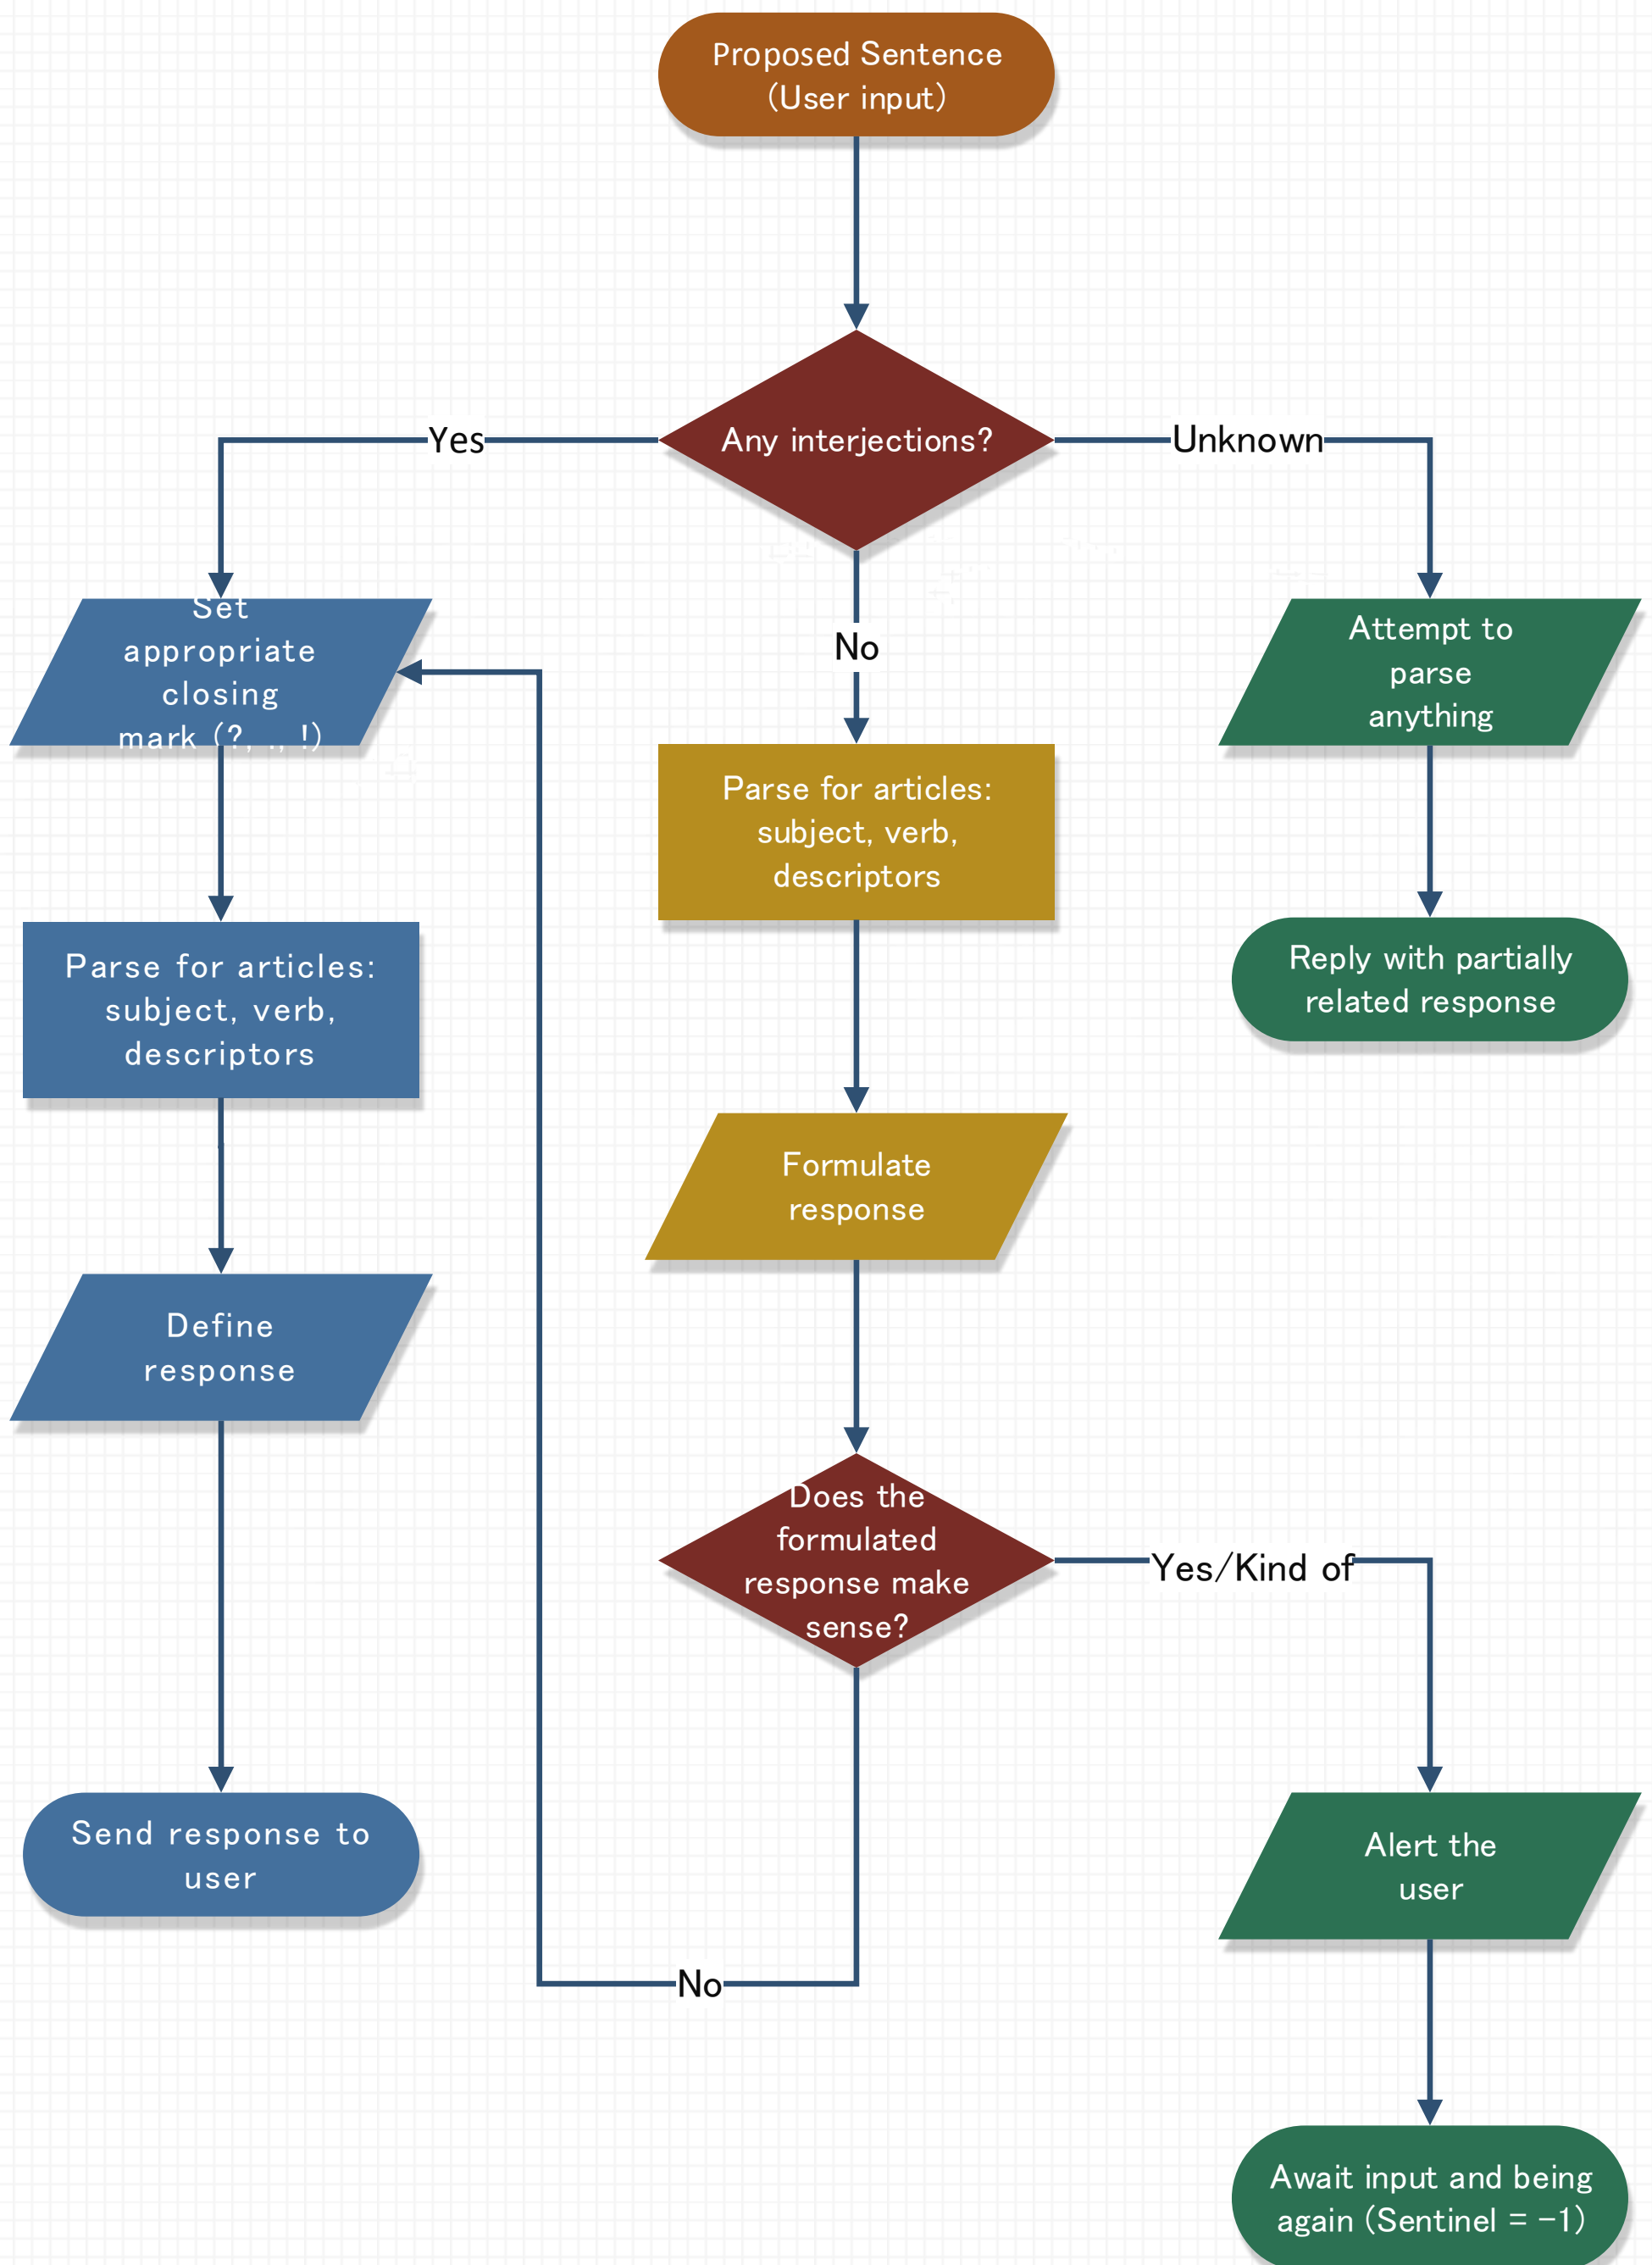 Proposed Sentence
(User input)
Any interjections?
Yes
Unknown
No
Set
appropriate
closing
mark (?, ., !)
Attempt to
parse
anything
Parse for articles:
subject, verb,
descriptors
Parse for articles:
subject, verb,
descriptors
Reply with partially
related response
Formulate
response
Define
response
Does the
formulated
response make
sense?
Yes/Kind of
Send response to
user
Alert the
user
No
Await input and being
again (Sentinel = -1)